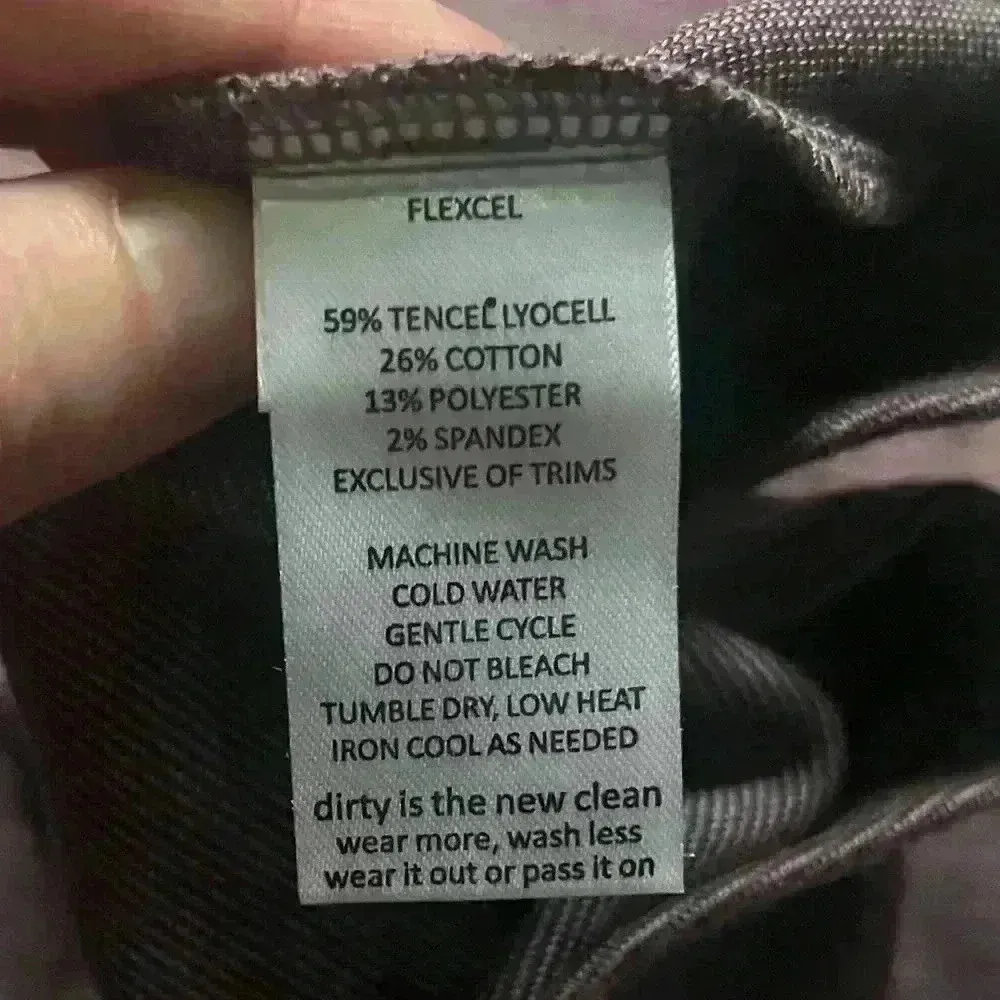 FLEXCEL
59% TENCEL LYOCELL
26% COTTON
13% POLYESTER
2% SPANDEX
EXCLUSIVE OF TRIMS
MACHINE WASH
COLD WATER
GENTLE CYCLE
DO NOT BLEACH
TUMBLE DRY, LOW HEAT
IRON COOL AS NEEDED
dirty is the new clean
wear more, wash less
wear it out or pass it on